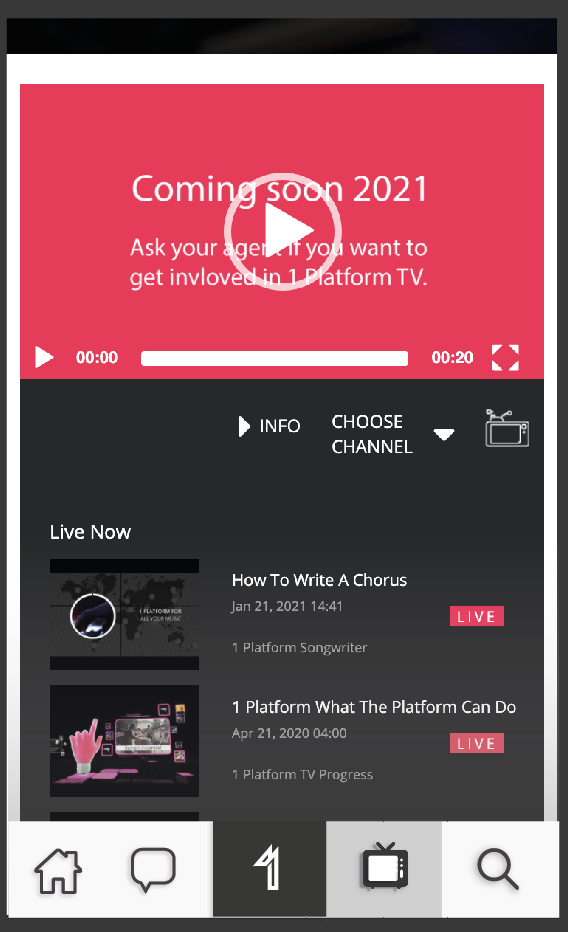 Coming soon 2021
Ask your agent if you want to
get invloved in 1 Platform TV.
00:00
00:20
INFO
CHOOSE
CHANNEL
Live Now
1 PLATFORM FOR
ALL YOUR MUSIC
How To Write A Chorus
Jan 21, 2021 14:41
LIVE
1 Platform Songwriter
1 Platform What The Platform Can Do
Apr 21, 2020 04:00
LIVE
1 Platform TV Progress
1